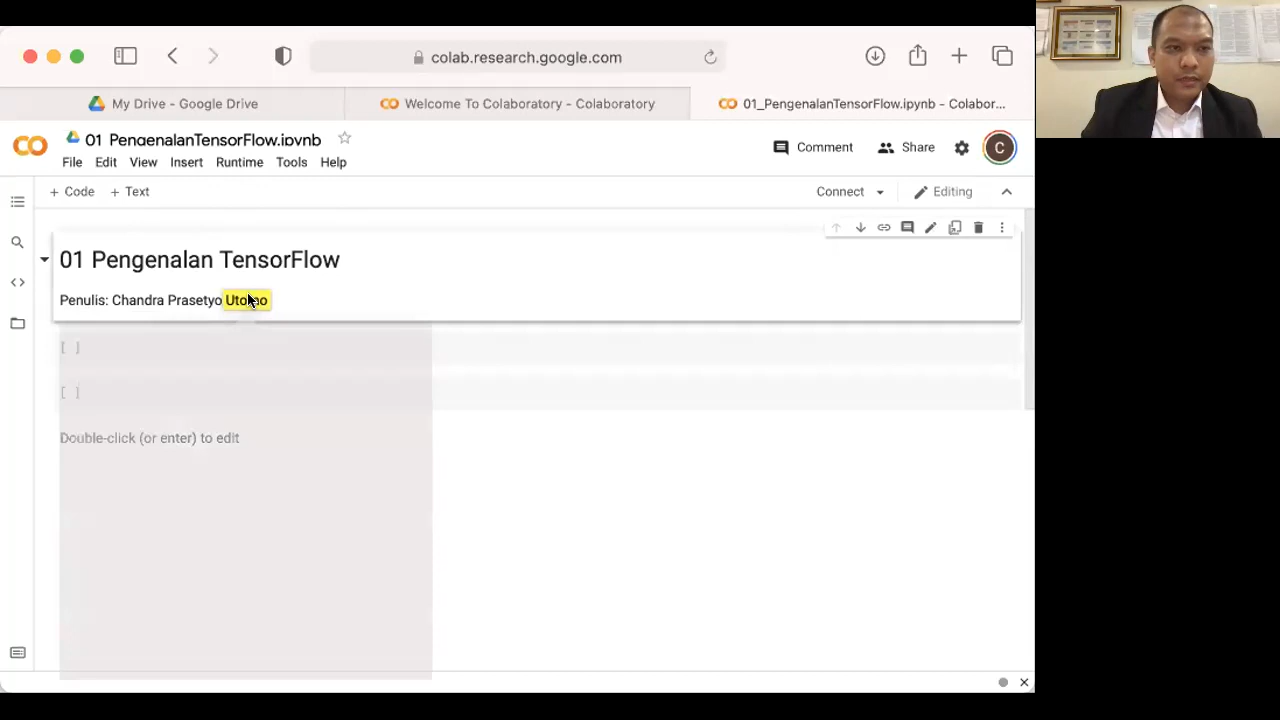 colab.research.google.com
My Drive - Google Drive
Welcome To Colaboratory - Colaboratory
01_PengenalanTensorFlow.ipynb - Colabor...
01_PengenalanTensorFlow.ipynb
Comment
Share
C
File Edit View Insert Runtime Tools Help
+ Code + Text
Connect
Editing
01 Pengenalan TensorFlow
Penulis: Chandra Prasetyo Utomo
[ ]
[ ]
Double-click (or enter) to edit